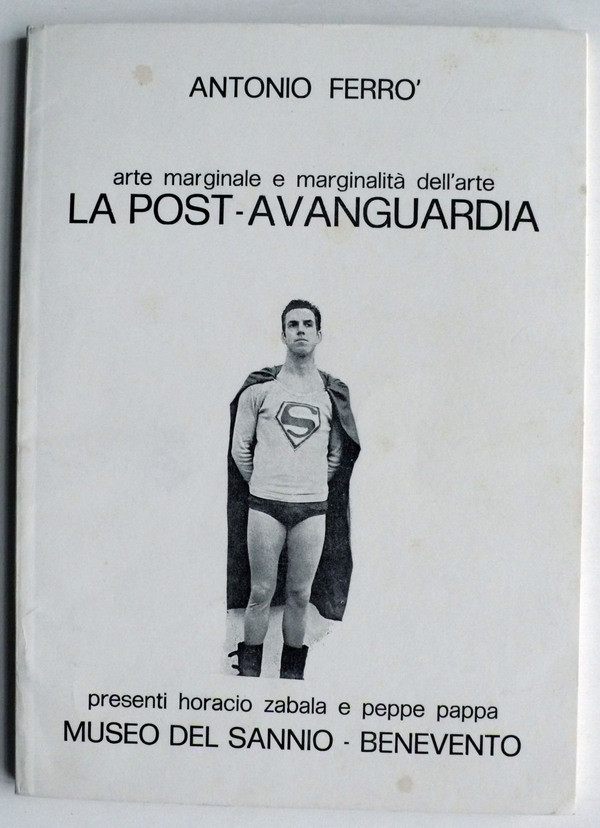 ANTONIO FERRO'
arte marginale e marginalità dell'arte
LA POST-AVANGUARDIA
S
presenti horacio zabala e peppe pappa
MUSEO DEL SANNIO - BENEVENTO